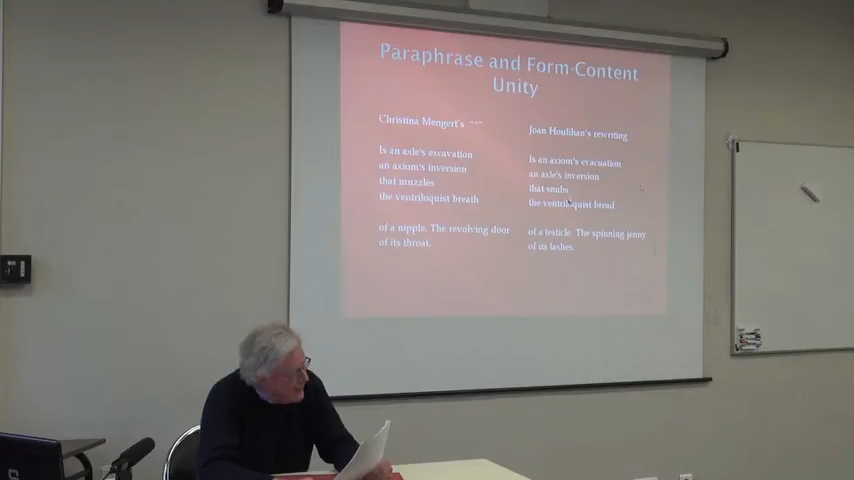 Paraphrase and Form-Content
Unity
Christina Mengert's "*"
Is an axle's excavation
an axiom's inversion
that muzzles
the ventriloquist breath
of a nipple. The revolving door
of its throat.
Joan Houlihan's rewriting
Is an axiom's evacuation
an axle's inversion
that snubs
the ventriloquist bread
of a testicle. The spinning jenny
of its lashes.